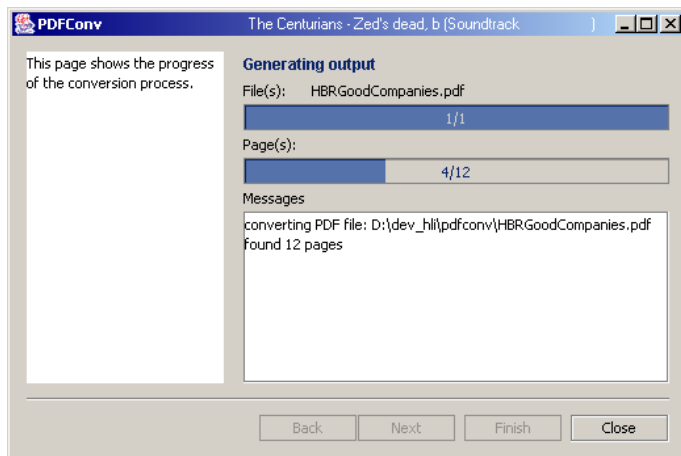 PDFConv The Centurians - Zed's dead, b (Soundtrack )
This page shows the progress
of the conversion process.
Generating output
File(s): HBRGoodCompanies.pdf
1/1
Page(s):
4/12
Messages
converting PDF file: D:\dev_hli\pdfconv\HBRGoodCompanies.pdf
found 12 pages
Back Next Finish Close